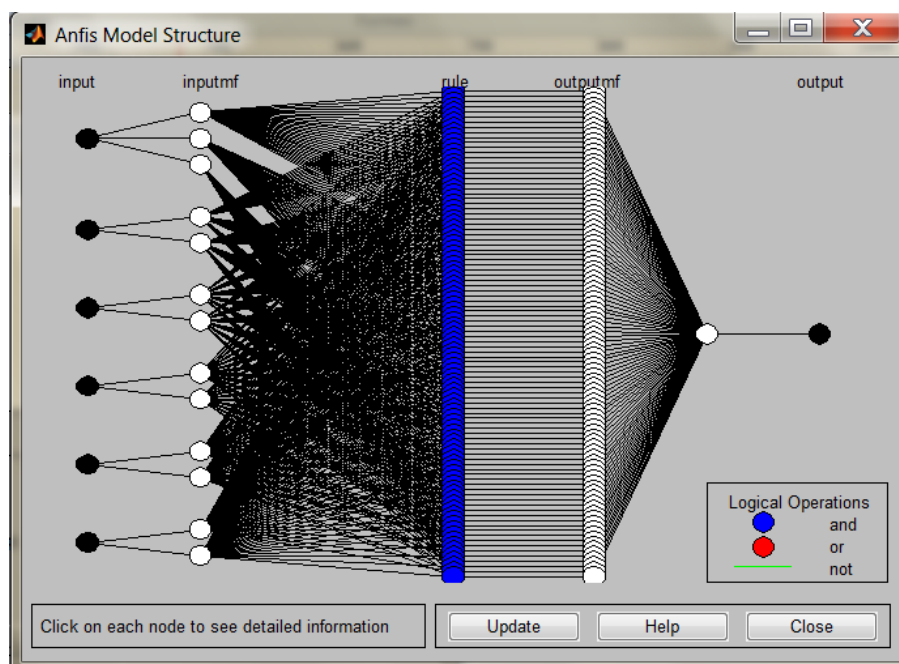 Anfis Model Structure
input inputmf rule outputmf output
Logical Operations
and
or
not
Click on each node to see detailed information
Update Help Close